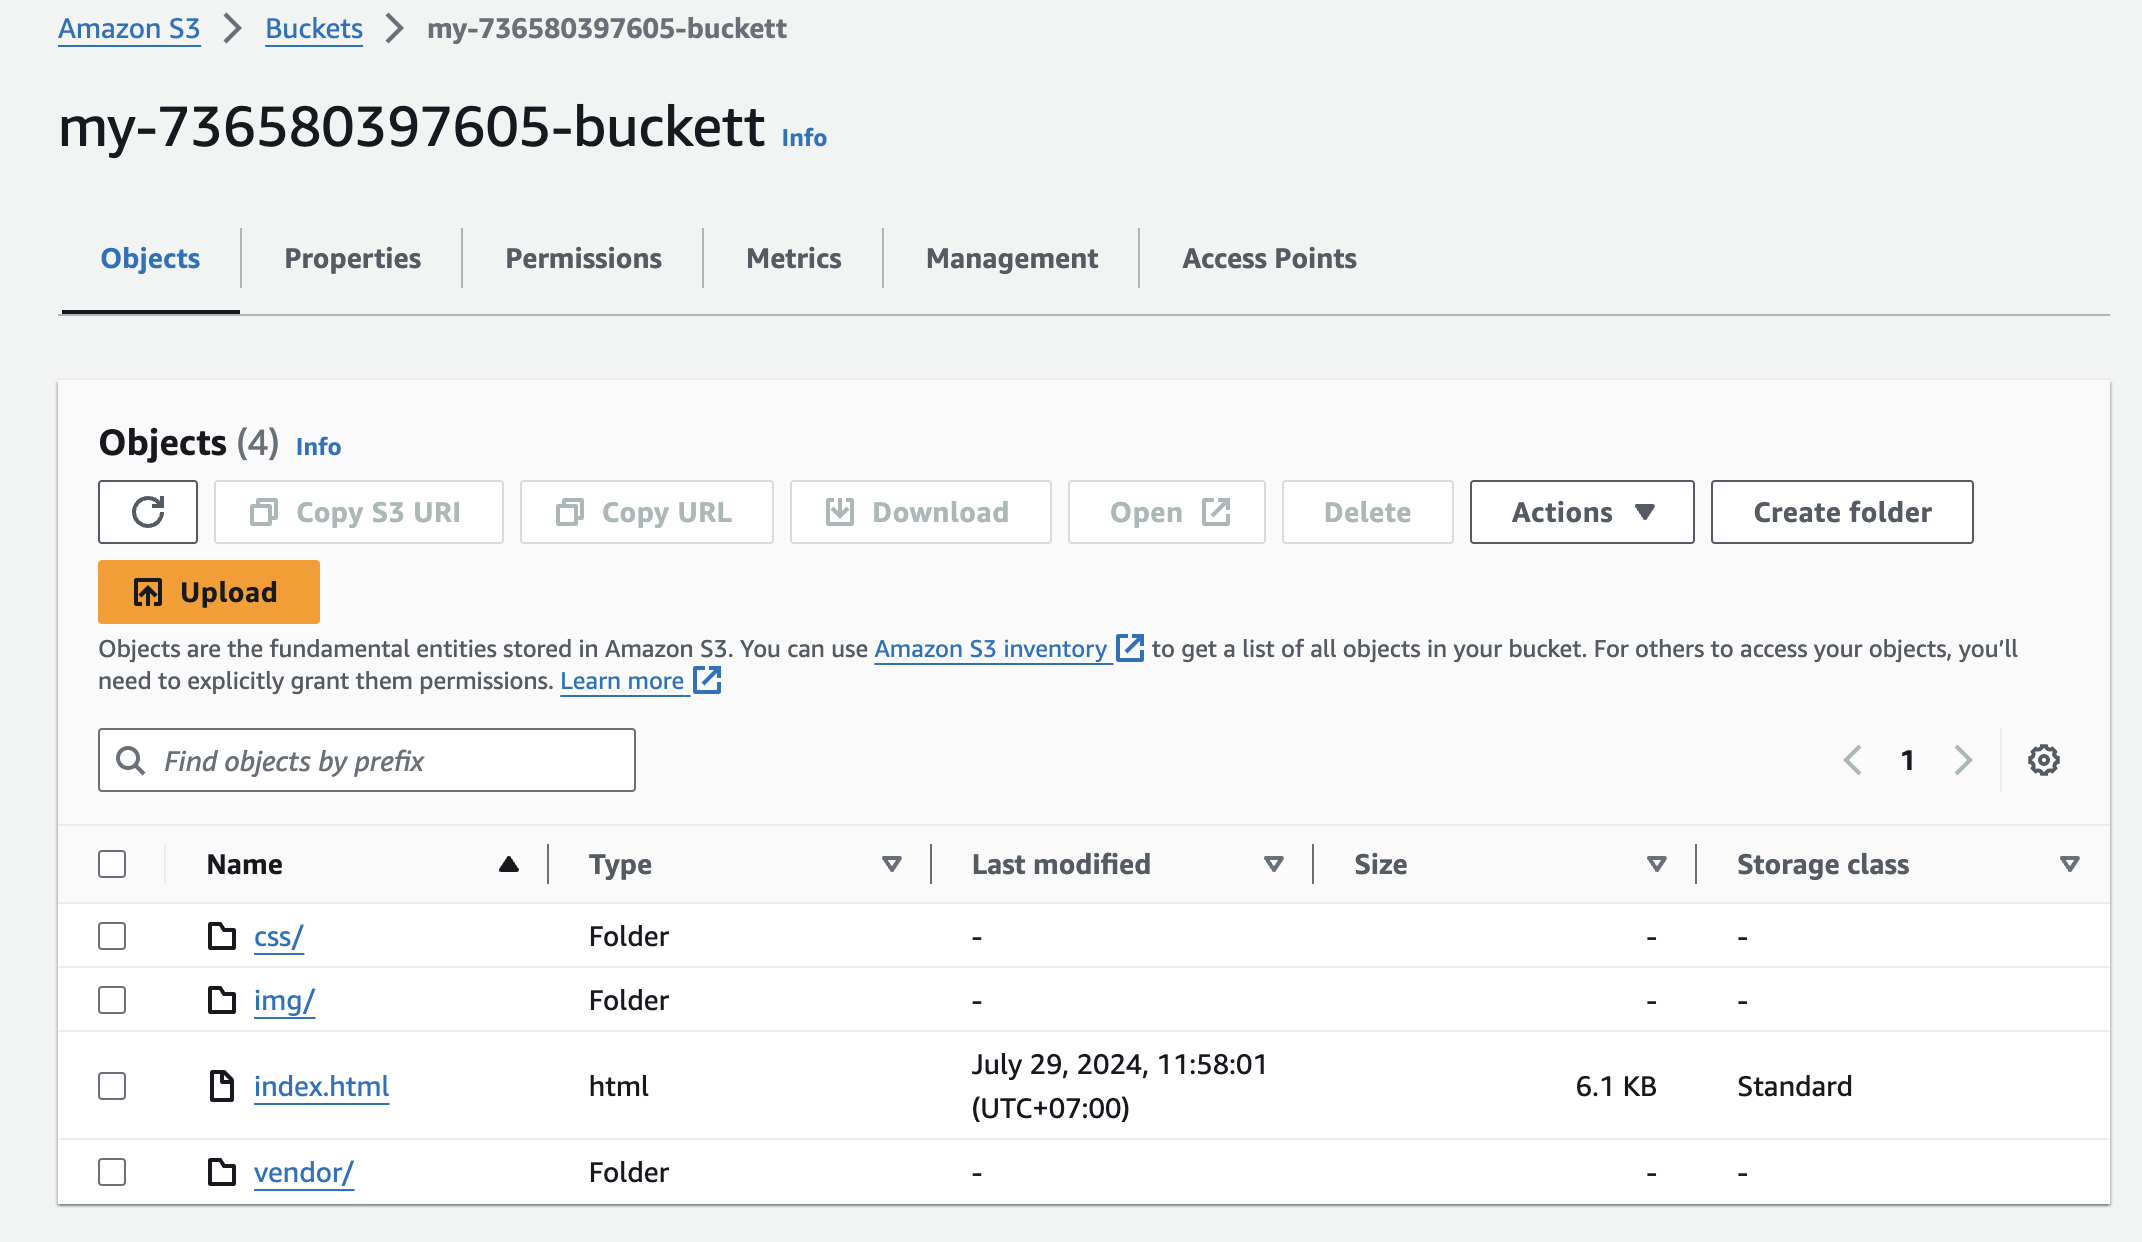 Amazon S3 > Buckets > my-736580397605-buckett
my-736580397605-buckett Info
Objects Properties Permissions Metrics Management Access Points
Objects (4) Info
Copy S3 URI Copy URL Download Open Delete Actions Create folder
Upload
Objects are the fundamental entities stored in Amazon S3. You can use Amazon S3 inventory to get a list of all objects in your bucket. For others to access your objects, you’ll
need to explicitly grant them permissions. Learn more
Find objects by prefix 1
Name Type Last modified Size Storage class
css/ Folder - - -
img/ Folder - - -
index.html html July 29, 2024, 11:58:01 (UTC+07:00) 6.1 KB Standard
vendor/ Folder - - -